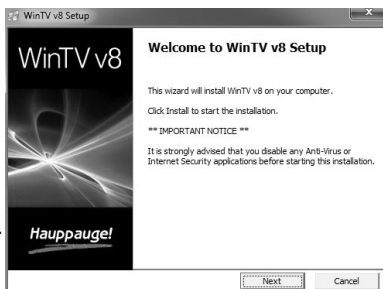 WinTV v8 Setup
WinTV v8
Hauppauge!
Welcome to WinTV v8 Setup
This wizard will install WinTV v8 on your computer.
Click Install to start the installation.
** IMPORTANT NOTICE **
It is strongly advised that you disable any Anti-Virus or
Internet Security applications before starting this installation.
Next
Cancel